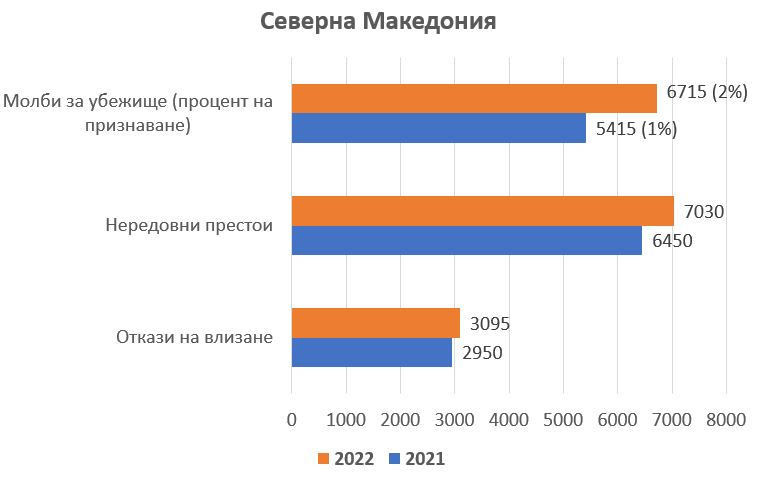 Северна Македония
Молби за убежище (процент на
признаване)
6715 (2%)
5415 (1%)
Нередовни престои
7030
6450
Откази на влизане
3095
2950
0 1000 2000 3000 4000 5000 6000 7000 8000
2022 2021